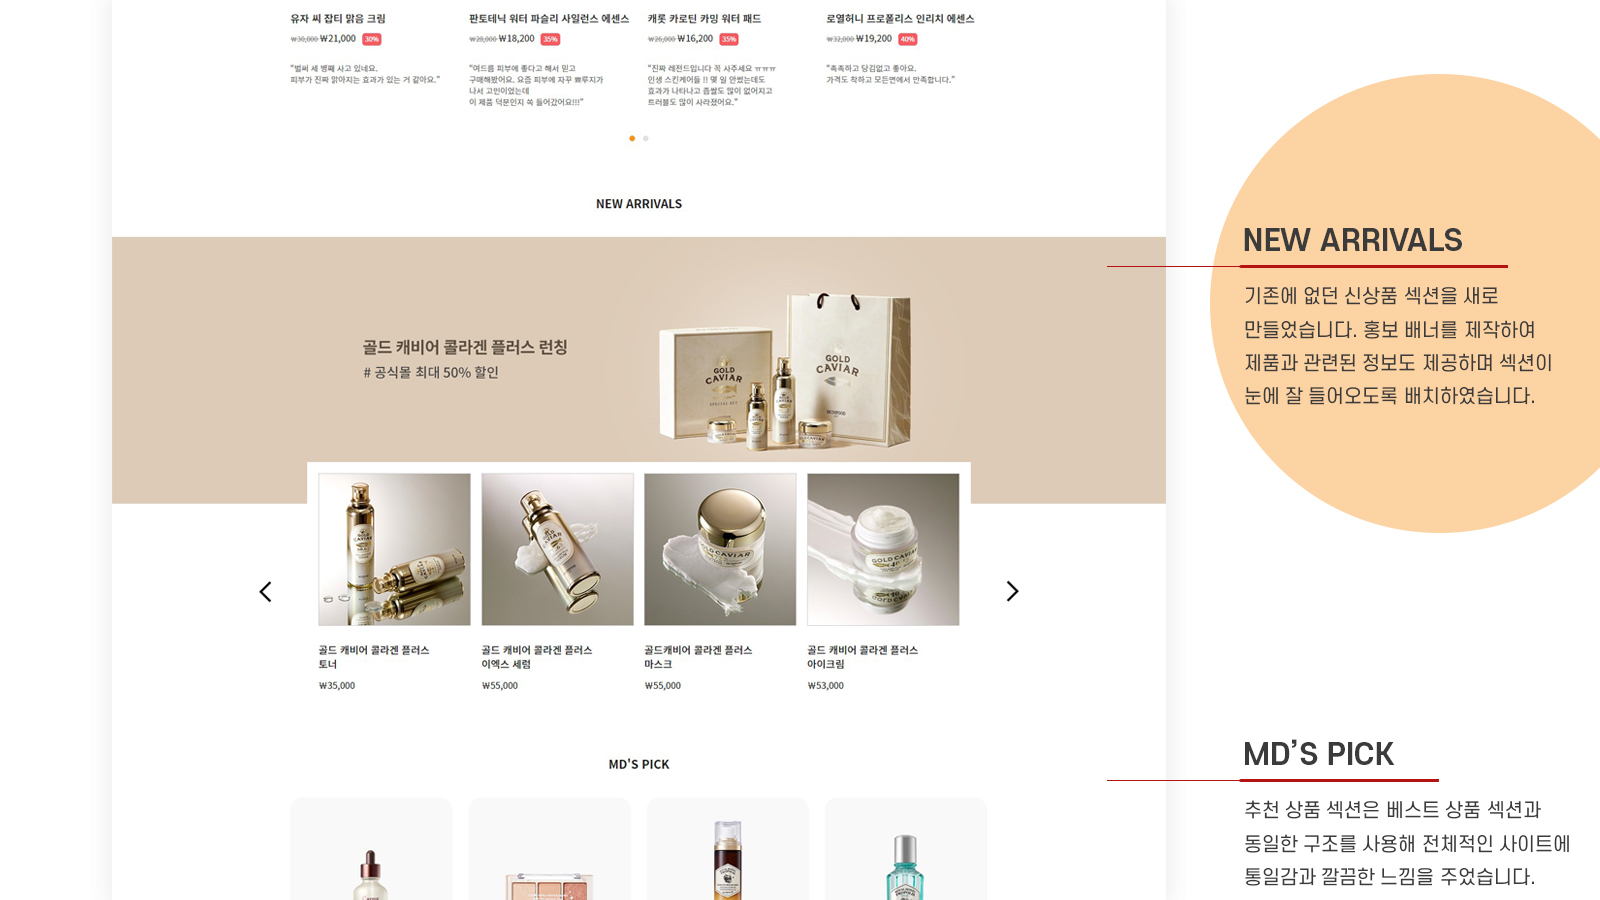 유자 씨 잡티 맑음 크림
₩30,000 ₩21,000 30%
“벌써 세 병째 사고 있네요.
피부가 진짜 맑아지는 효과가 있는 거 같아요.”
판토테닉 워터 파슬리 사일런스 에센스
₩28,000 ₩18,200 35%
“여드름 피부에 좋다고 해서 믿고
구매해봤어요. 요즘 피부에 자꾸 뾰루지가
나서 고민이었는데
이 제품 덕분인지 쏙 들어갔어요!!!”
캐롯 카로틴 카밍 워터 패드
₩26,000 ₩16,200 35%
“진짜 레전드입니다 꼭 사주세요 ㅠㅠㅠ
인생 스킨케어들 !! 몇 일 안썼는데도
효과가 나타나고 좁쌀도 많이 없어지고
트러블도 많이 사라졌어요.”
로열허니 프로폴리스 인리치 에센스
₩32,000 ₩19,200 40%
“촉촉하고 당김없고 좋아요.
가격도 착하고 모든면에서 만족합니다.”
NEW ARRIVALS
골드 캐비어 콜라겐 플러스 런칭
# 공식몰 최대 50% 할인
GOLD
CAVIAR
SPECIAL SET
GOLD
CAVIAR
SKINFOOD
골드 캐비어 콜라겐 플러스
토너
₩35,000
골드 캐비어 콜라겐 플러스
이엑스 세럼
₩55,000
골드 캐비어 콜라겐 플러스
마스크
₩55,000
골드 캐비어 콜라겐 플러스
아이크림
₩53,000
MD'S PICK
NEW ARRIVALS
기존에 없던 신상품 섹션을 새로
만들었습니다. 홍보 배너를 제작하여
제품과 관련된 정보도 제공하며 섹션이
눈에 잘 들어오도록 배치하였습니다.
MD’S PICK
추천 상품 섹션은 베스트 상품 섹션과
동일한 구조를 사용해 전체적인 사이트에
통일감과 깔끔한 느낌을 주었습니다.